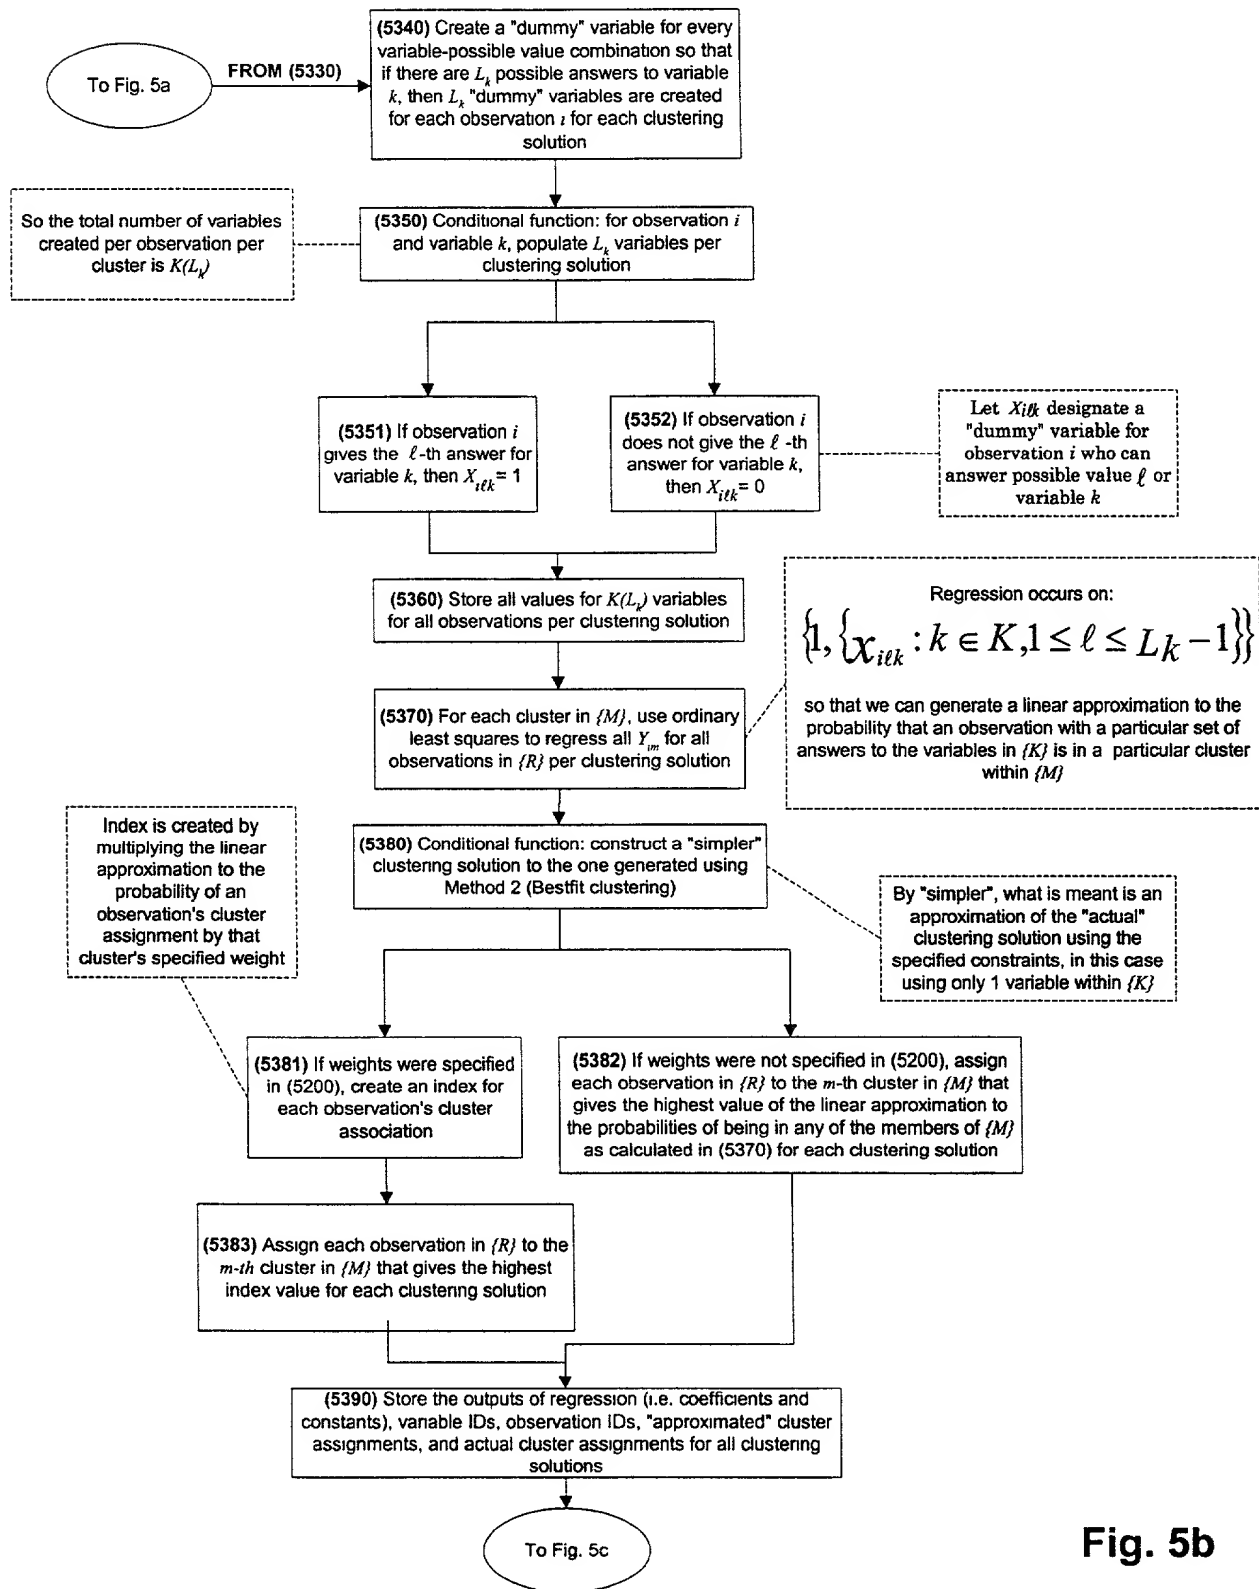 To Fig. 5a
FROM (5330)
(5340) Create a "dummy" variable for every
variable-possible value combination so that
if there are Lk possible answers to variable
k, then Lk "dummy" variables are created
for each observation i for each clustering
solution
So the total number of variables
created per observation per
cluster is K(Lk)
(5350) Conditional function: for observation i
and variable k, populate Lk variables per
clustering solution
(5351) If observation i
gives the ℓ-th answer for
variable k, then Xiℓk= 1
(5352) If observation i
does not give the ℓ -th
answer for variable k,
then Xiℓk= 0
Let Xiℓk designate a
"dummy" variable for
observation i who can
answer possible value ℓ or
variable k
(5360) Store all values for K(Lk) variables
for all observations per clustering solution
Regression occurs on:
{1, {xiℓk : k ∈ K, 1 ≤ ℓ ≤ Lk − 1}}
so that we can generate a linear approximation to the
probability that an observation with a particular set of
answers to the variables in {K} is in a particular cluster
within {M}
(5370) For each cluster in {M}, use ordinary
least squares to regress all Yim for all
observations in {R} per clustering solution
Index is created by
multiplying the linear
approximation to the
probability of an
observation's cluster
assignment by that
cluster's specified weight
(5380) Conditional function: construct a "simpler"
clustering solution to the one generated using
Method 2 (Bestfit clustering)
By "simpler", what is meant is an
approximation of the "actual"
clustering solution using the
specified constraints, in this case
using only 1 variable within {K}
(5381) If weights were specified
in (5200), create an index for
each observation's cluster
association
(5382) If weights were not specified in (5200), assign
each observation in {R} to the m-th cluster in {M} that
gives the highest value of the linear approximation to
the probabilities of being in any of the members of {M}
as calculated in (5370) for each clustering solution
(5383) Assign each observation in {R} to the
m-th cluster in {M} that gives the highest
index value for each clustering solution
(5390) Store the outputs of regression (i.e. coefficients and
constants), variable IDs, observation IDs, "approximated" cluster
assignments, and actual cluster assignments for all clustering
solutions
To Fig. 5c
Fig. 5b